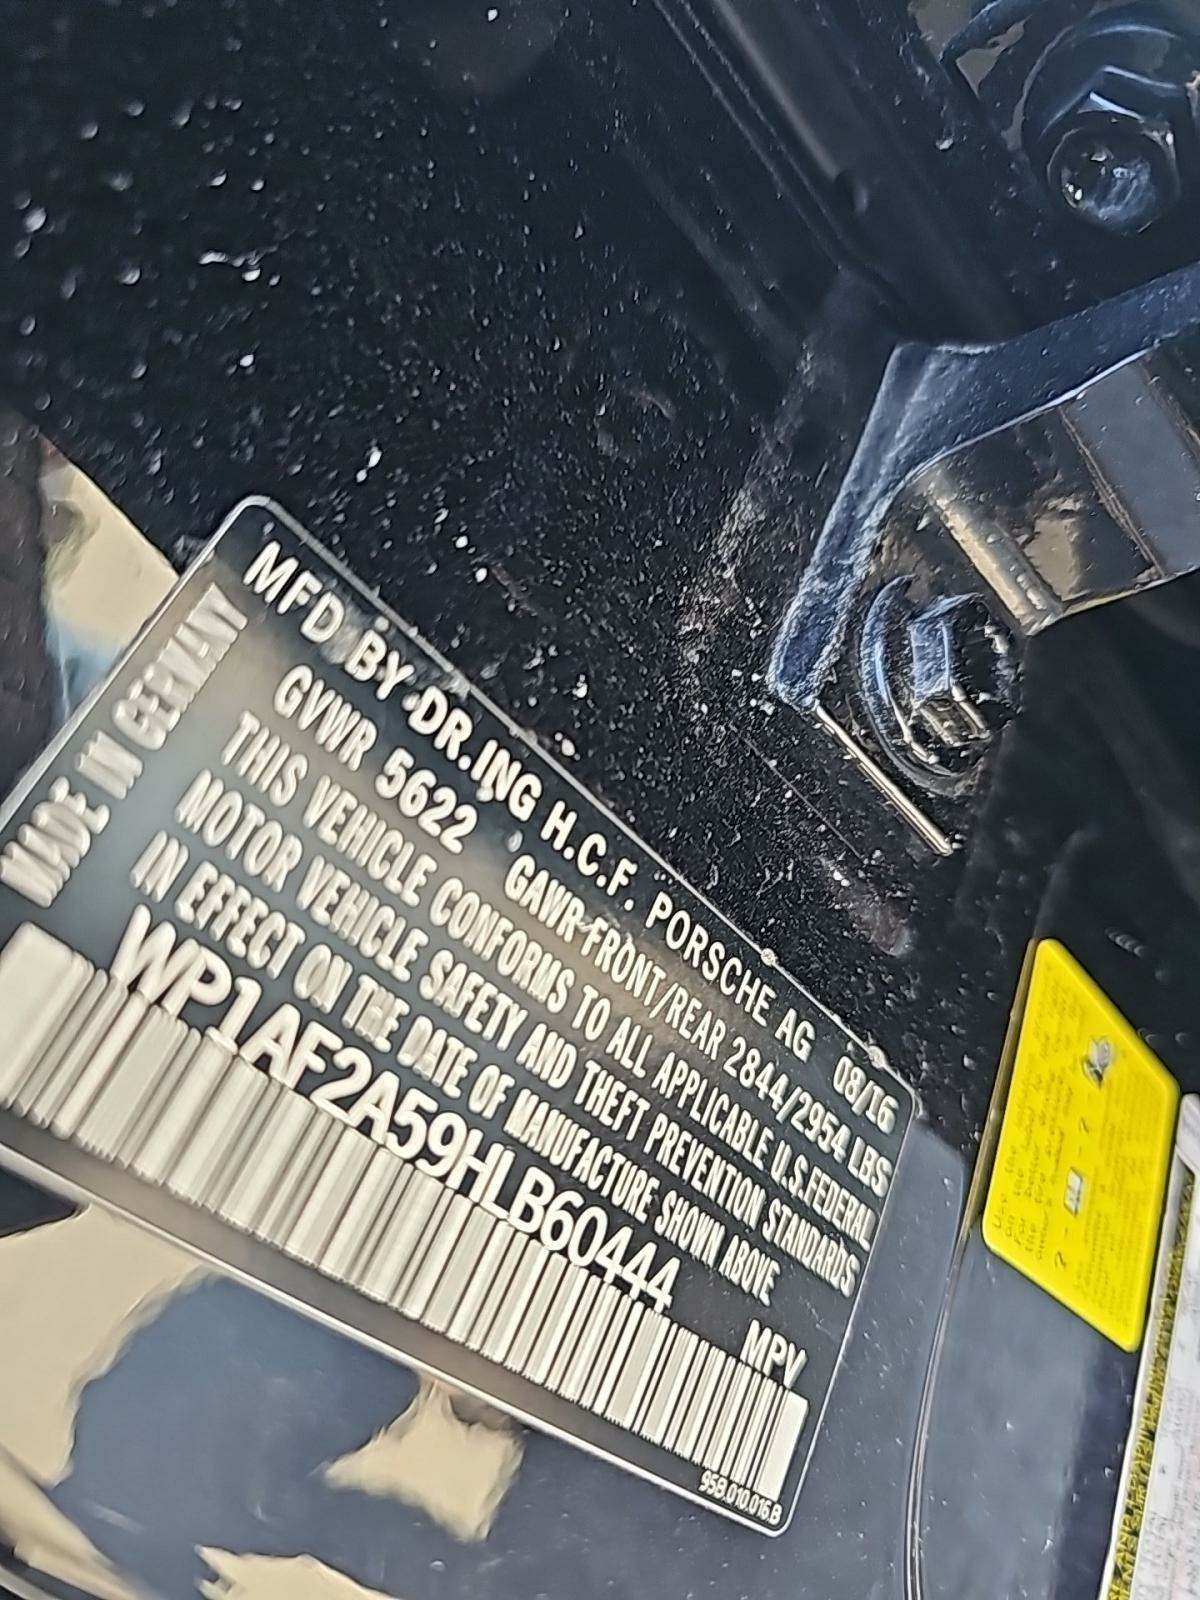 MFD BY DR.ING H.C.F. PORSCHE AG 08/16
GVWR 5622 GAWR-FRONT/REAR 2844/2954 LBS
THIS VEHICLE CONFORMS TO ALL APPLICABLE U.S.FEDERAL
MOTOR VEHICLE SAFETY AND THEFT PREVENTION STANDARDS
IN EFFECT ON THE DATE OF MANUFACTURE SHOWN ABOVE
WP1AF2A59HLB60444 MPV
95B.010.016.B
MADE IN GERMANY